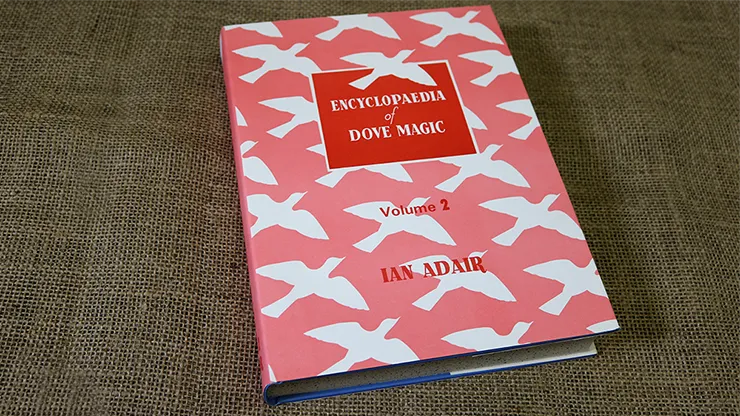 ENCYCLOPAEDIA
of
DOVE MAGIC
Volume 2
IAN ADAIR